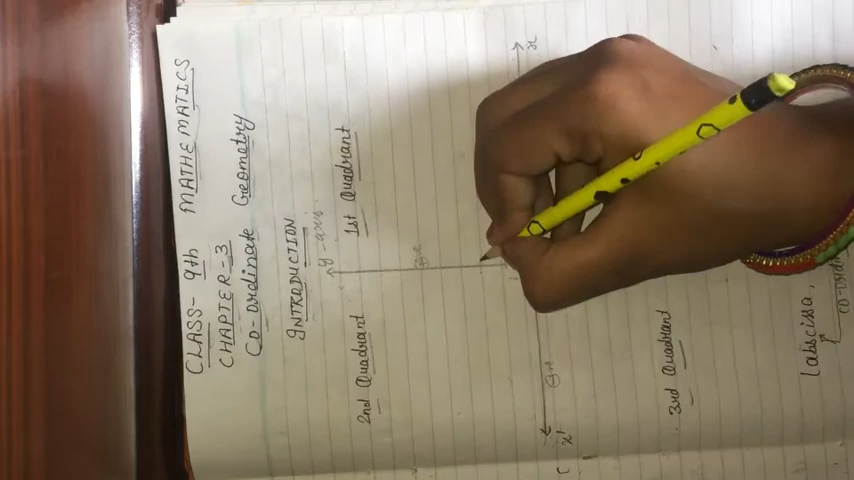 CLASS- 9th MATHEMATICS
CHAPTER-3
Co-ordinate Geometry
INTRODUCTION
y-axis
2nd Quadrant 1st Quadrant
x' x
3rd Quadrant
(abscissa,